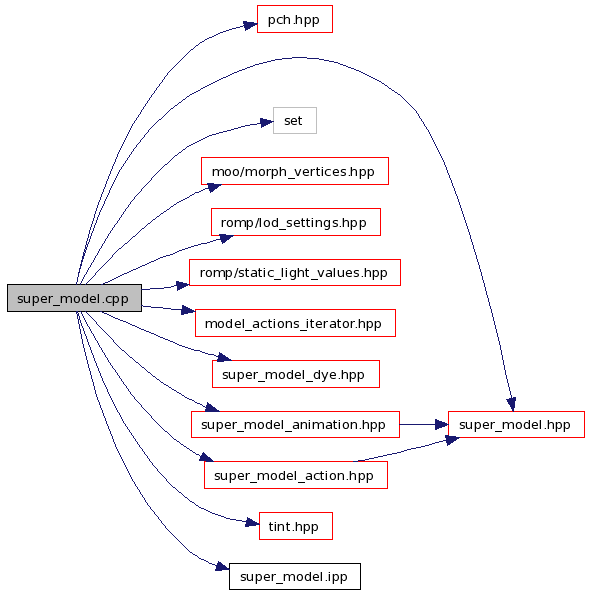 pch.hpp
set
moo/morph_vertices.hpp
romp/lod_settings.hpp
romp/static_light_values.hpp
super_model.cpp
model_actions_iterator.hpp
super_model_dye.hpp
super_model_animation.hpp
super_model.hpp
super_model_action.hpp
tint.hpp
super_model.ipp